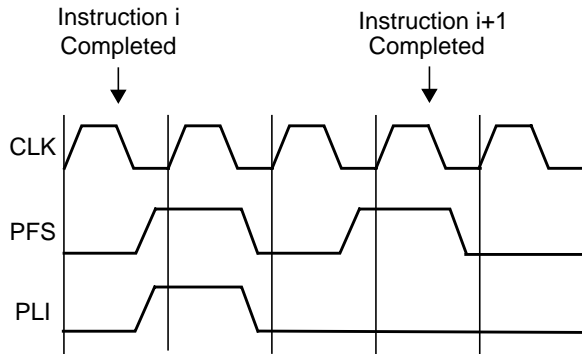 Instruction i
Completed
Instruction i+1
Completed
CLK
PFS
PLI